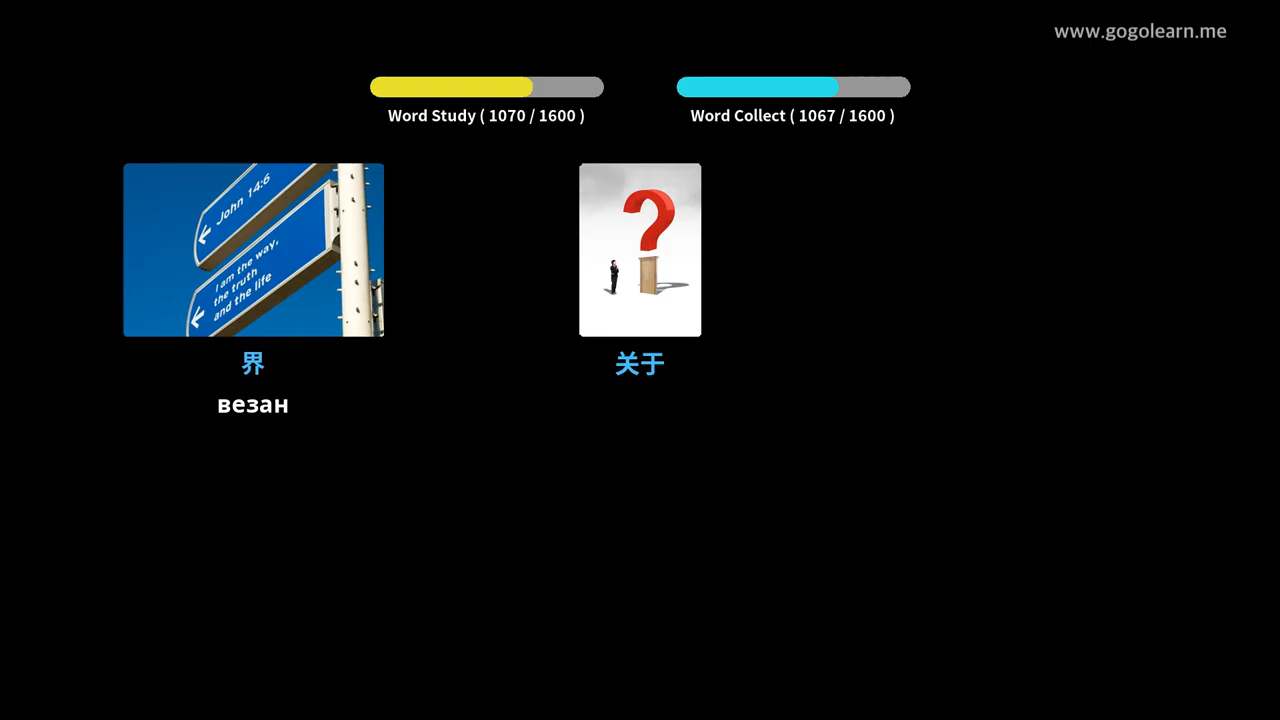 www.gogolearn.me
Word Study ( 1070 / 1600 )
Word Collect ( 1067 / 1600 )
John 14:6
I am the way,
the truth
and the life
界
关于
везан